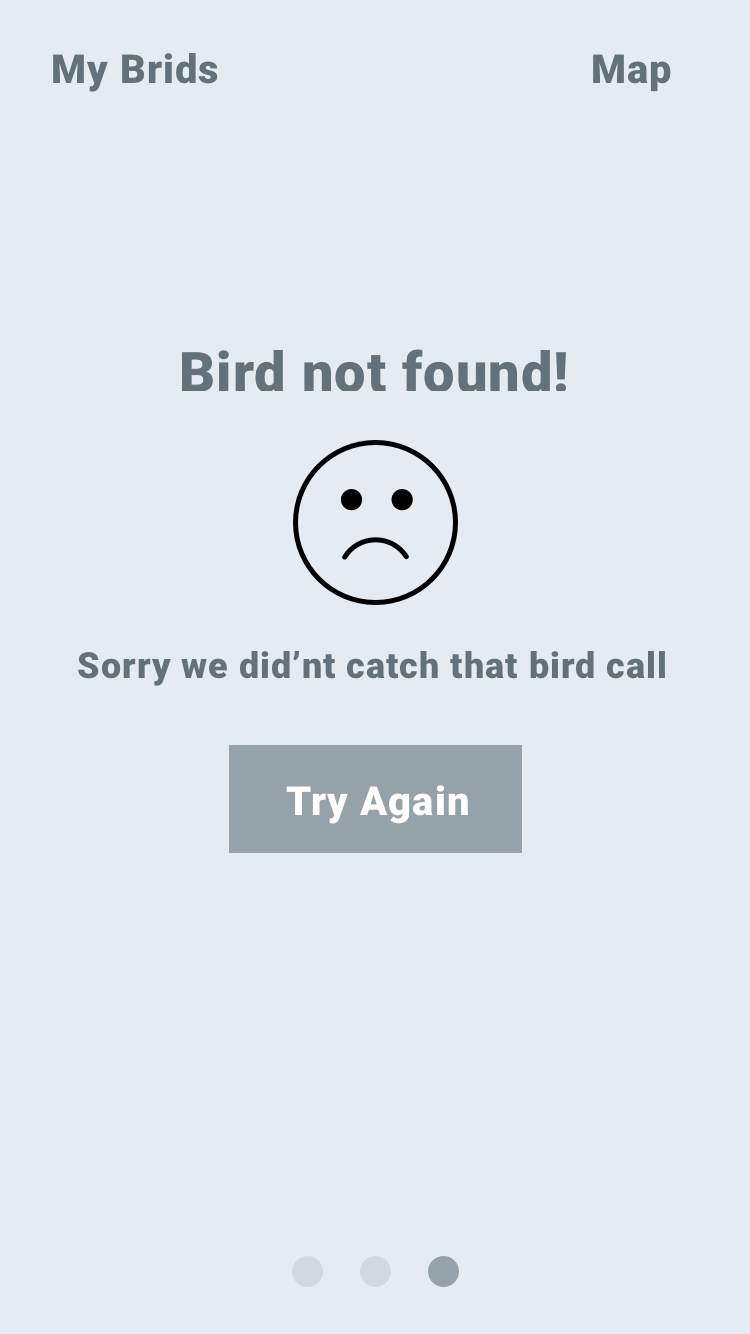 My Brids
Map
Bird not found!
Sorry we did’nt catch that bird call
Try Again